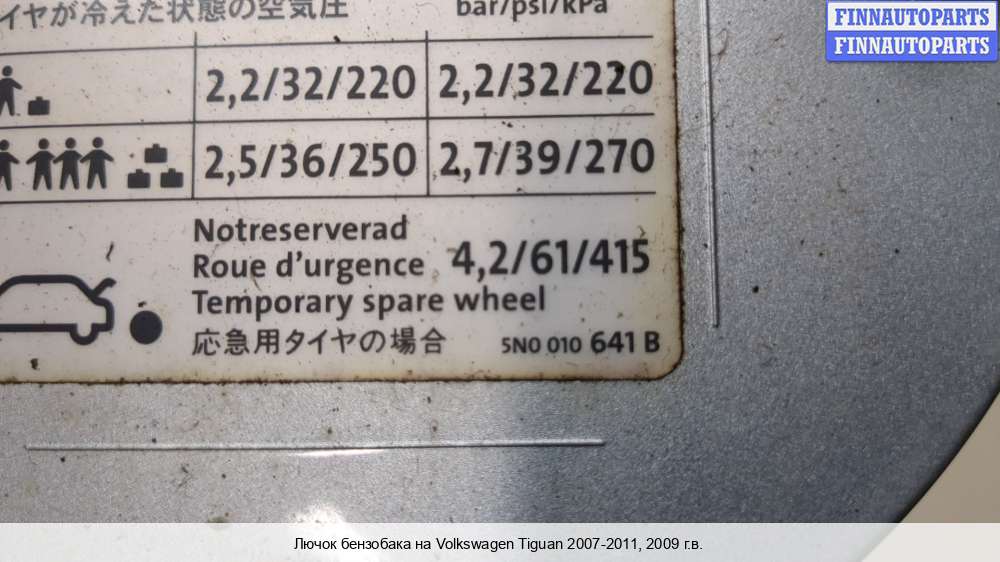 イヤが冷えた状態の空気圧 bar/psi/kPa
FINNAUTOPARTS
FINNAUTOPARTS
2,2/32/220 2,2/32/220
2,5/36/250 2,7/39/270
Notreserverad
Roue d'urgence 4,2/61/415
Temporary spare wheel
応急用タイヤの場合 5N0 010 641 B
Лючок бензобака на Volkswagen Tiguan 2007-2011, 2009 г.в.